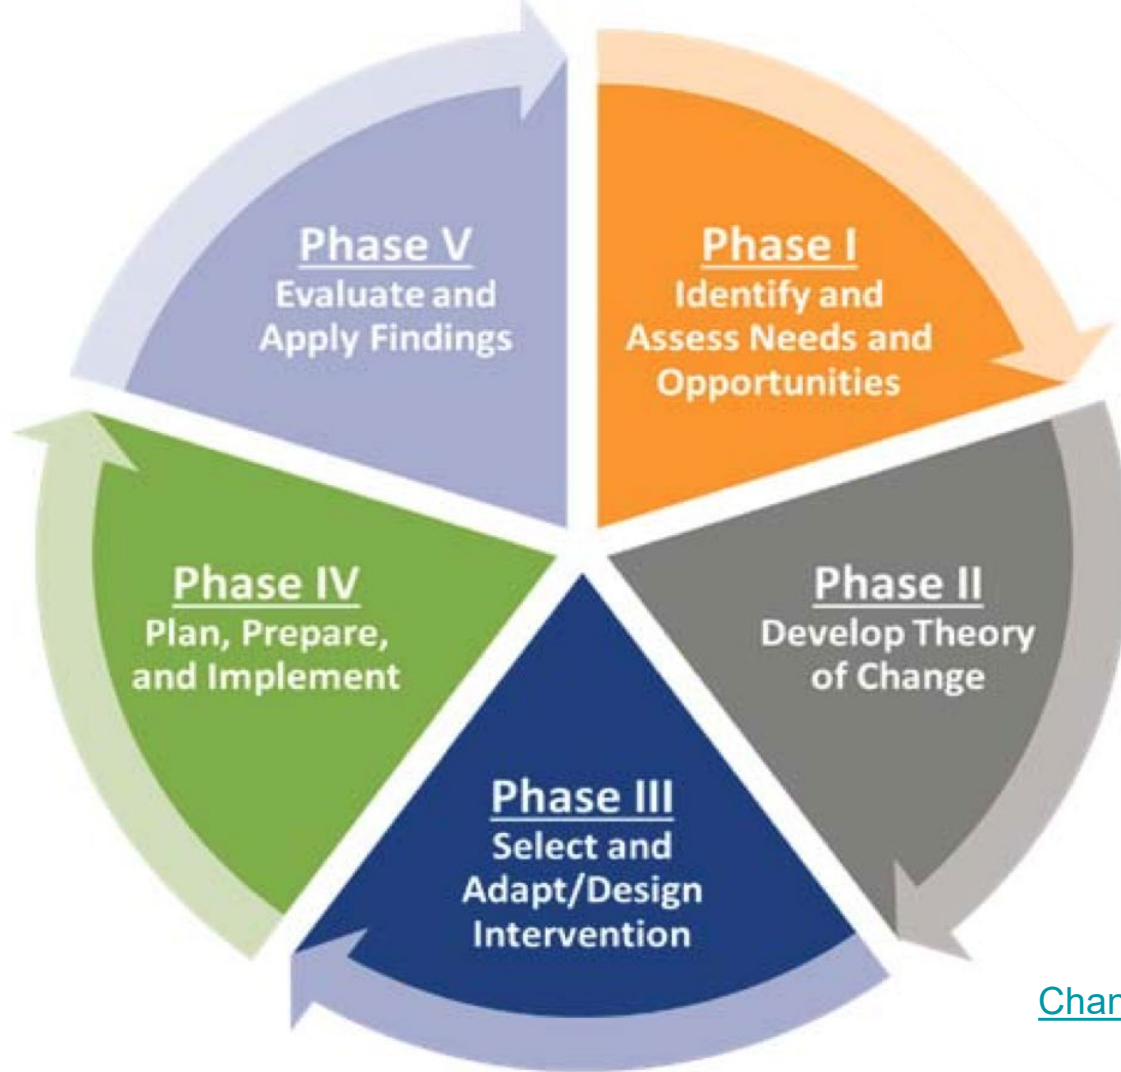 Phase I
Identify and
Assess Needs and
Opportunities
Phase II
Develop Theory
of Change
Phase III
Select and
Adapt/Design
Intervention
Phase IV
Plan, Prepare,
and Implement
Phase V
Evaluate and
Apply Findings